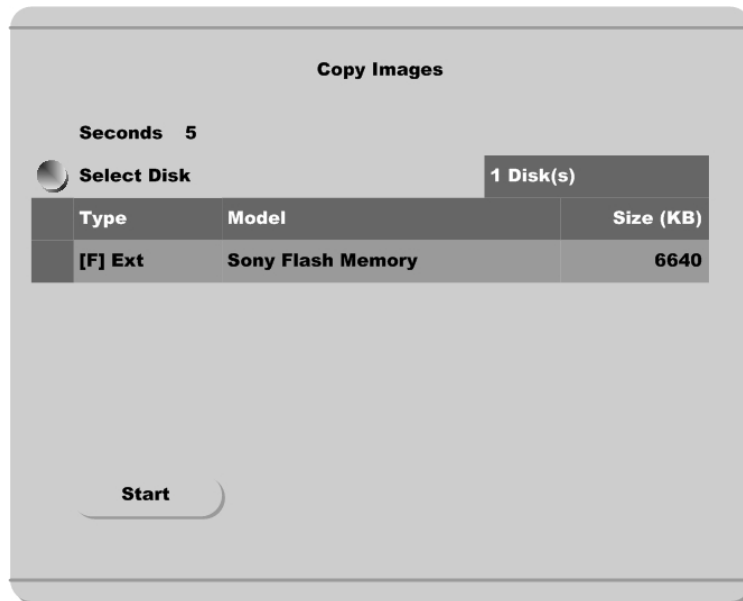 Copy Images
Seconds 5
Select Disk 1 Disk(s)
Type Model Size (KB)
[F] Ext Sony Flash Memory 6640
Start